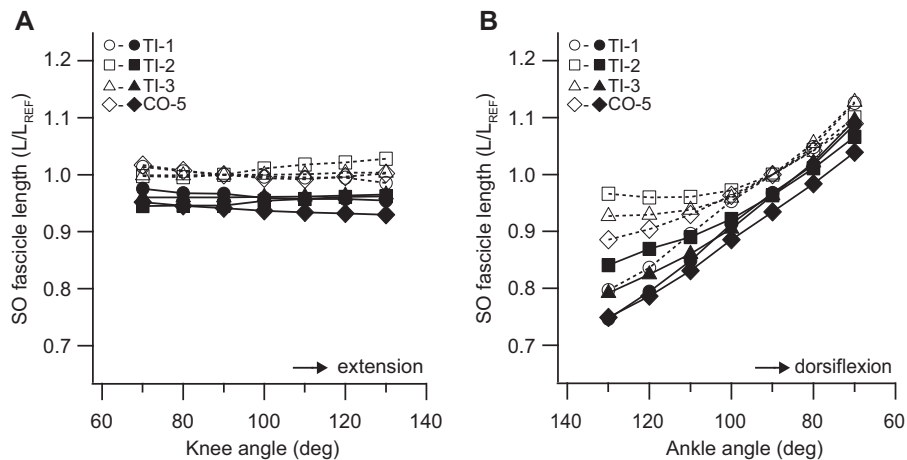 A
TI-1
TI-2
TI-3
CO-5
SO fascicle length (L/LREF)
1.2
1.1
1.0
0.9
0.8
0.7
extension
60 80 100 120 140
Knee angle (deg)
B
TI-1
TI-2
TI-3
CO-5
SO fascicle length (L/LREF)
1.2
1.1
1.0
0.9
0.8
0.7
dorsiflexion
140 120 100 80 60
Ankle angle (deg)